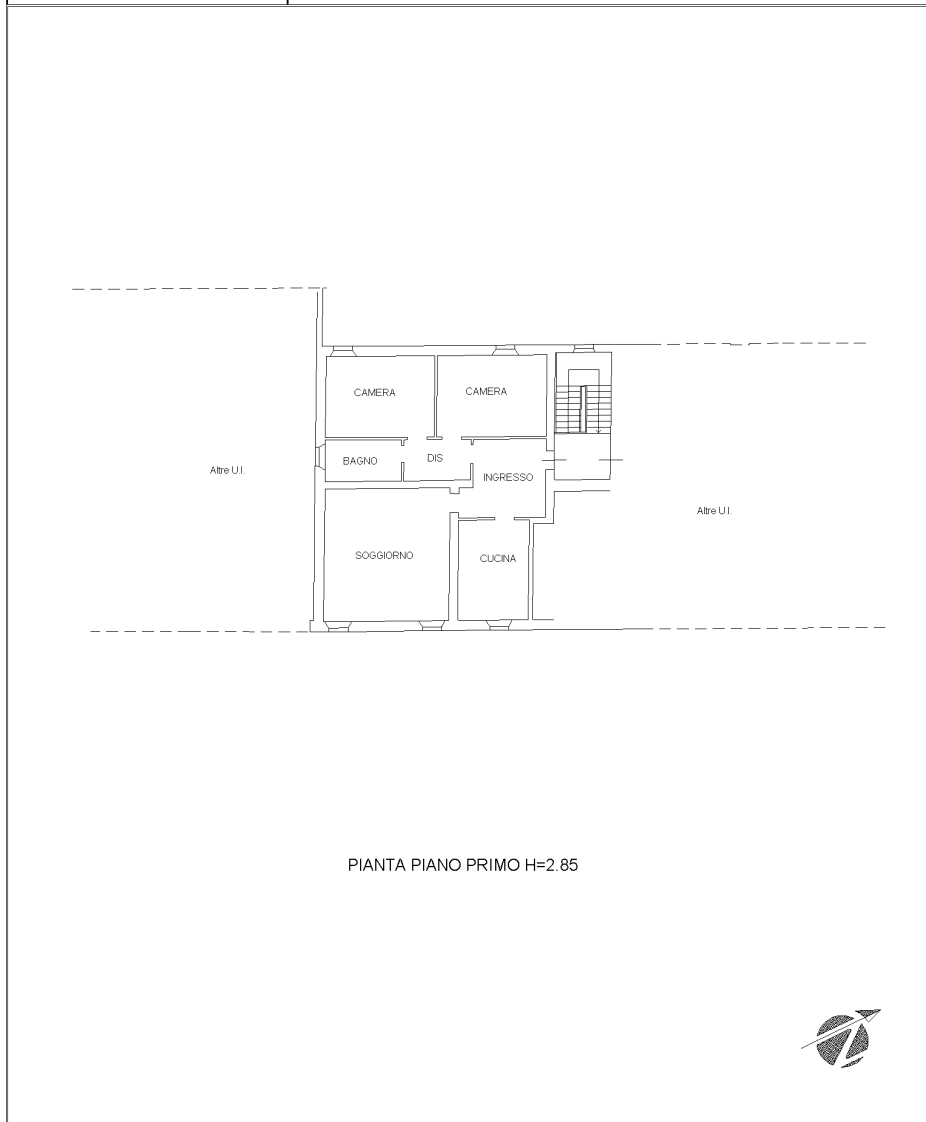 CAMERA
CAMERA
BAGNO
DIS
INGRESSO
Altre U.I.
Altre U.I.
SOGGIORNO
CUCINA
PIANTA PIANO PRIMO H=2.85